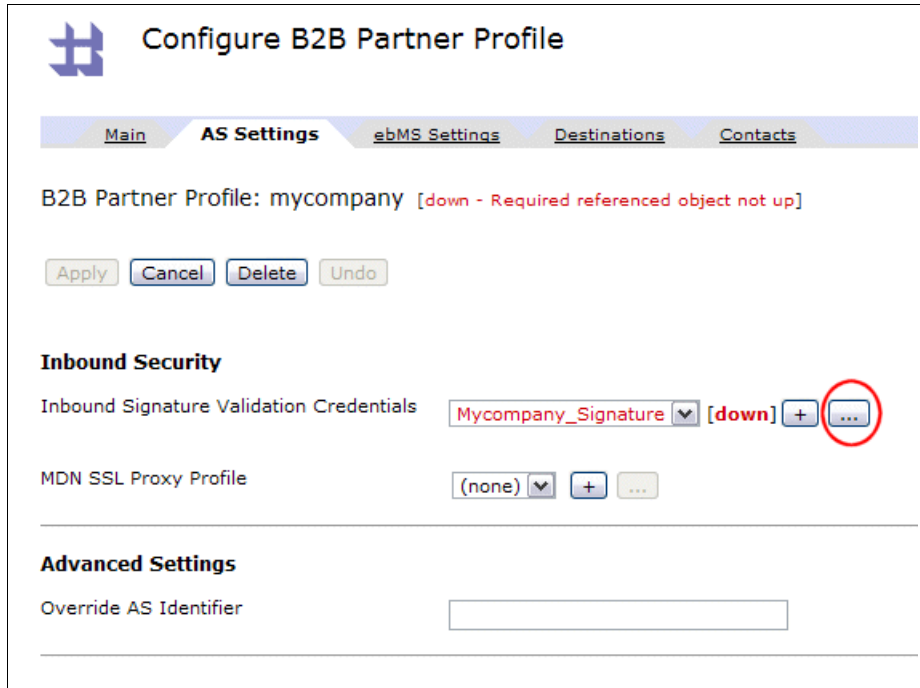 Configure B2B Partner Profile
Main AS Settings ebMS Settings Destinations Contacts
B2B Partner Profile: mycompany [down - Required referenced object not up]
Apply Cancel Delete Undo
Inbound Security
Inbound Signature Validation Credentials Mycompany_Signature [down] + ...
MDN SSL Proxy Profile (none) + ...
Advanced Settings
Override AS Identifier